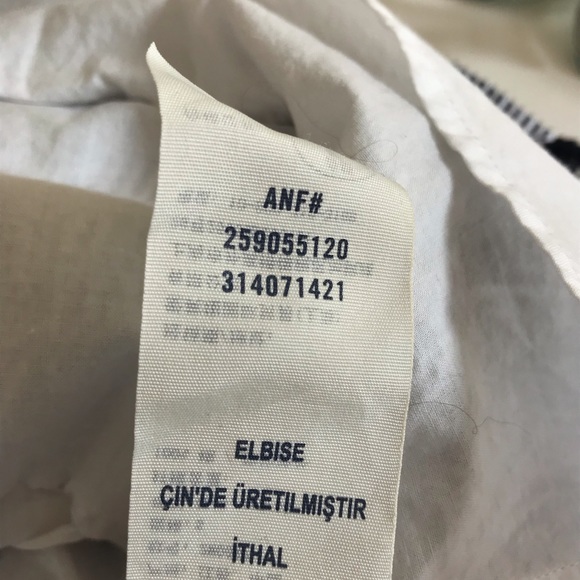 ANF#
259055120
314071421
ELBISE
ÇIN'DE ÜRETILMIŞTIR
İTHAL